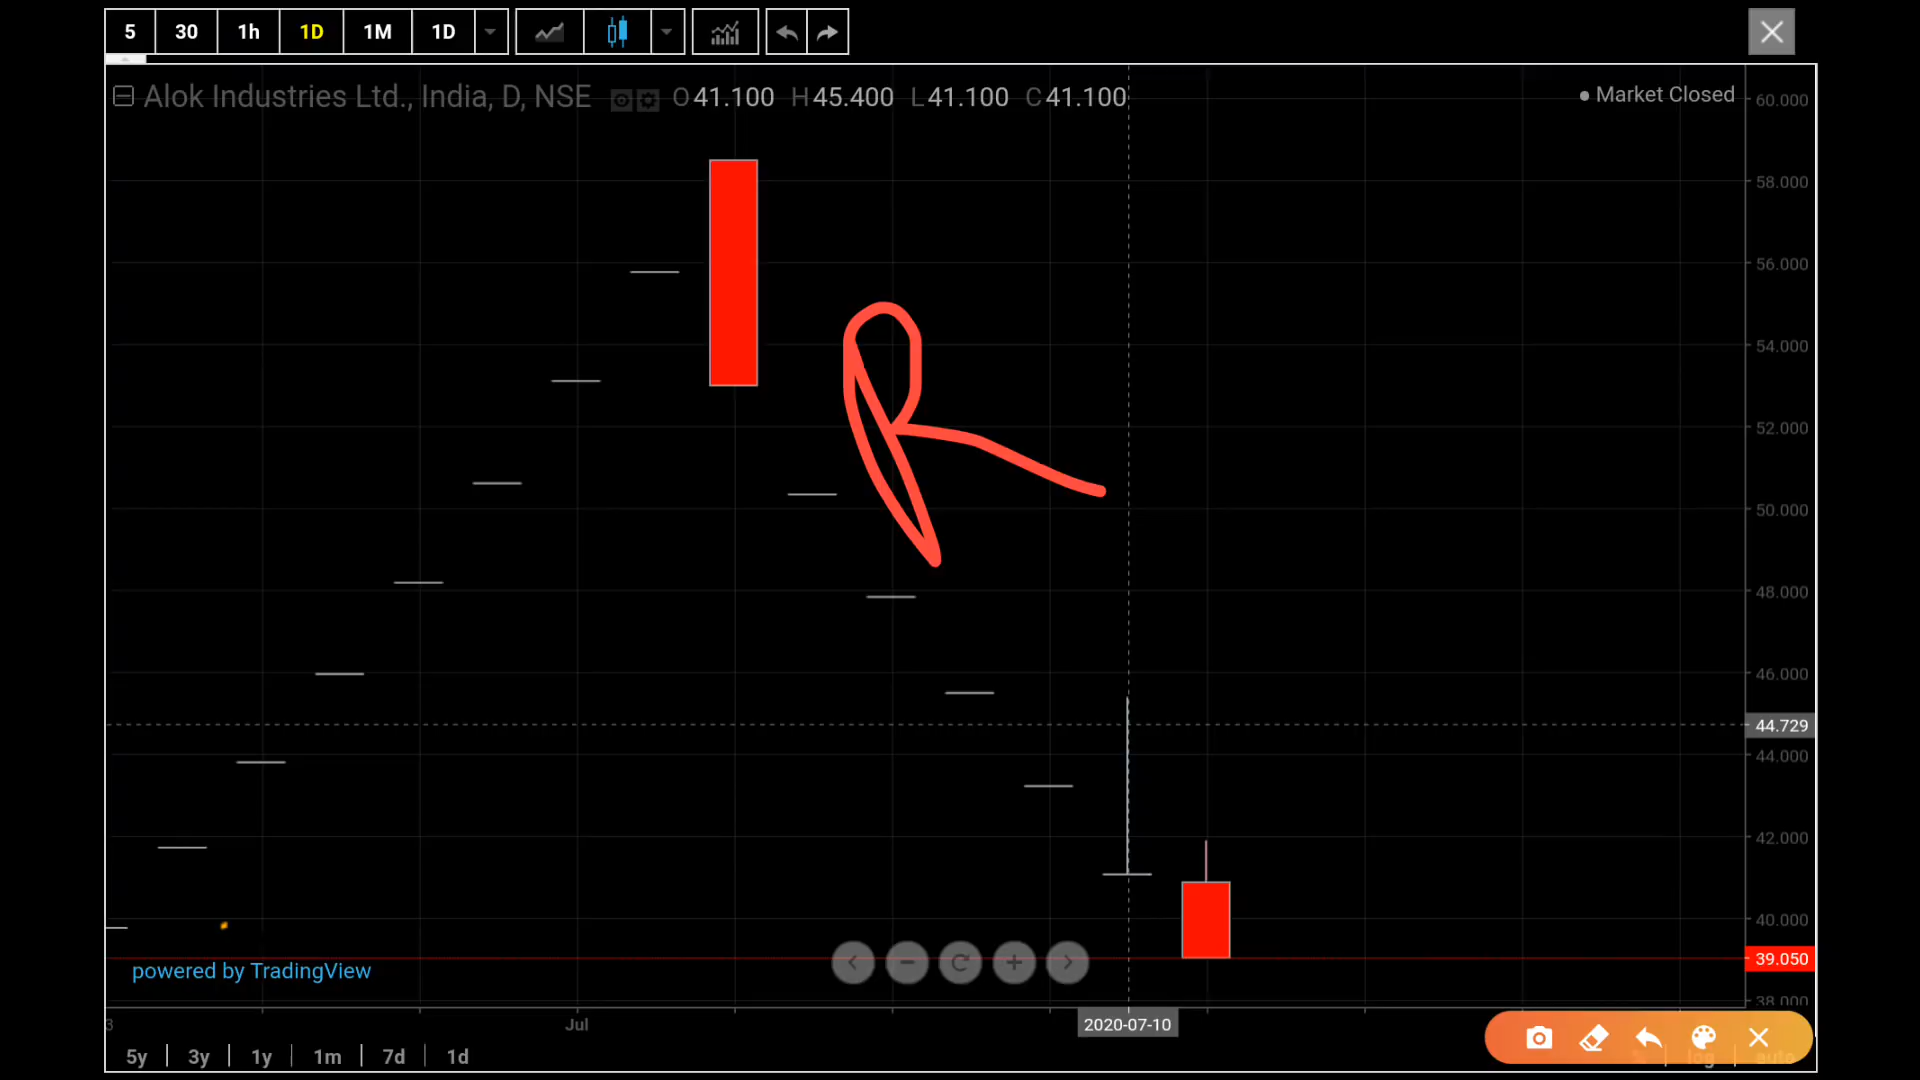 5 30 1h 1D 1M 1D
Alok Industries Ltd., India, D, NSE O41.100 H45.400 L41.100 C41.100
Market Closed
60.000
58.000
56.000
54.000
R
52.000
50.000
48.000
46.000
44.729
44.000
42.000
40.000
39.050
powered by TradingView
38.000
3 Jul 2020-07-10
5y 3y 1y 1m 7d 1d log auto